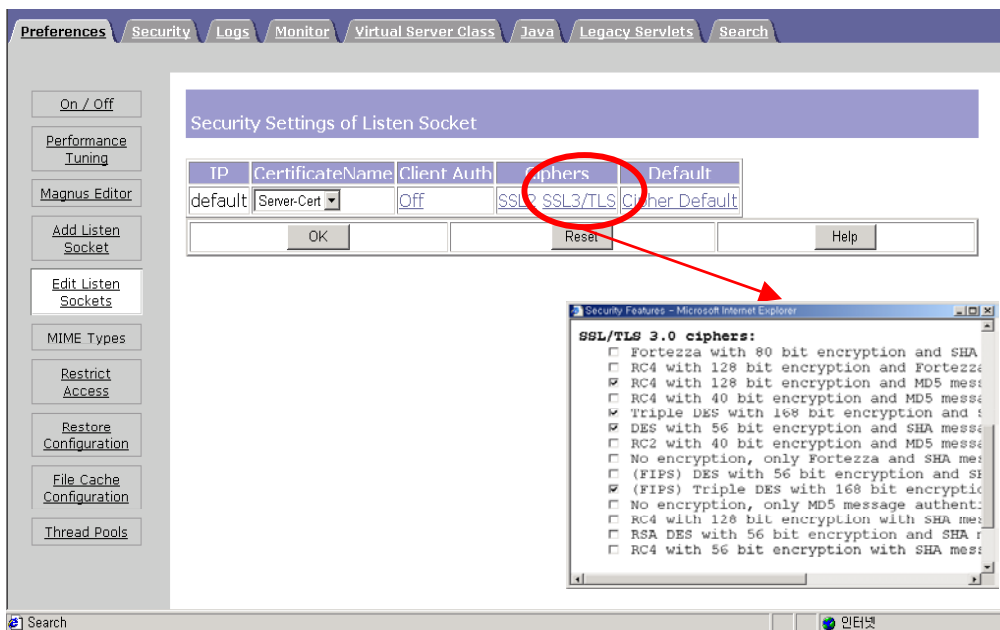 Preferences Security Logs Monitor Virtual Server Class Java Legacy Servlets Search
On / Off
Performance
Tuning
Magnus Editor
Add Listen
Socket
Edit Listen
Sockets
MIME Types
Restrict
Access
Restore
Configuration
File Cache
Configuration
Thread Pools
Security Settings of Listen Socket
IP CertificateName Client Auth Ciphers Default
default Server-Cert Off SSL2 SSL3/TLS Cipher Default
OK Reset Help
Security Features - Microsoft Internet Explorer
SSL/TLS 3.0 ciphers:
Fortezza with 80 bit encryption and SHA
RC4 with 128 bit encryption and Fortezza
RC4 with 128 bit encryption and MD5 mess
RC4 with 40 bit encryption and MD5 messa
Triple DES with 168 bit encryption and
DES with 56 bit encryption and SHA messa
RC2 with 40 bit encryption and MD5 messa
No encryption, only Fortezza and SHA mes
(FIPS) DES with 56 bit encryption and SH
(FIPS) Triple DES with 168 bit encryptic
No encryption, only MD5 message authent
RC4 with 128 bit encryption with SHA mes
RSA DES with 56 bit encryption and SHA
RC4 with 56 bit encryption with SHA mess
Search
인터넷